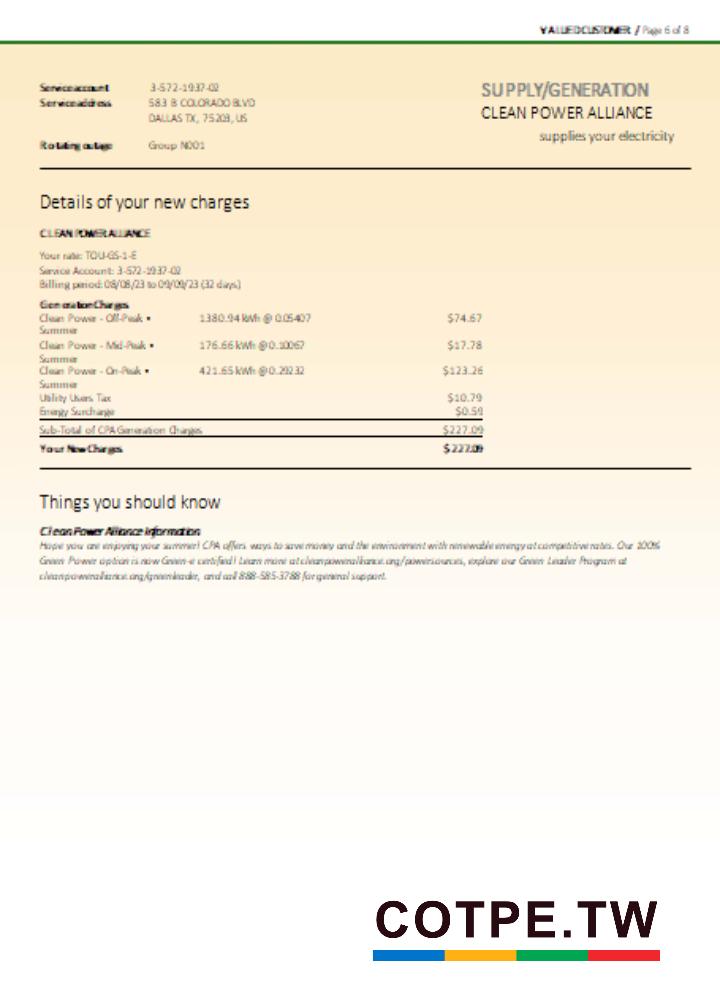 VALUED CUSTOMER / Page 6 of 8
Service account 3-572-1937-02
Service address 583 B COLORADO BLVD
DALLAS TX, 75203, US
Rotating outage Group N001
SUPPLY/GENERATION
CLEAN POWER ALLIANCE
supplies your electricity
Details of your new charges
CLEAN POWER ALLIANCE
Your rate: TOU-GS-1-E
Service Account: 3-572-1937-02
Billing period: 08/08/23 to 09/09/23 (32 days)
Generation Charges
Clean Power - Off-Peak • 1380.94 kWh @ 0.05407 $74.67
Summer
Clean Power - Mid-Peak • 176.66 kWh @ 0.10067 $17.78
Summer
Clean Power - On-Peak • 421.65 kWh @ 0.29232 $123.26
Summer
Utility Users Tax $10.79
Energy Surcharge $0.59
Sub-Total of CPA Generation Charges $227.09
Your New Charges $227.09
Things you should know
Clean Power Alliance Information
Hope you are enjoying your summer! CPA offers ways to save money and the environment with renewable energy at competitive rates. Our 100%
Green Power option is now Green-e certified! Learn more at cleanpoweralliance.org/powersources, explore our Green Leader Program at
cleanpoweralliance.org/greenleader, and call 888-585-3788 for general support.
COTPE.TW